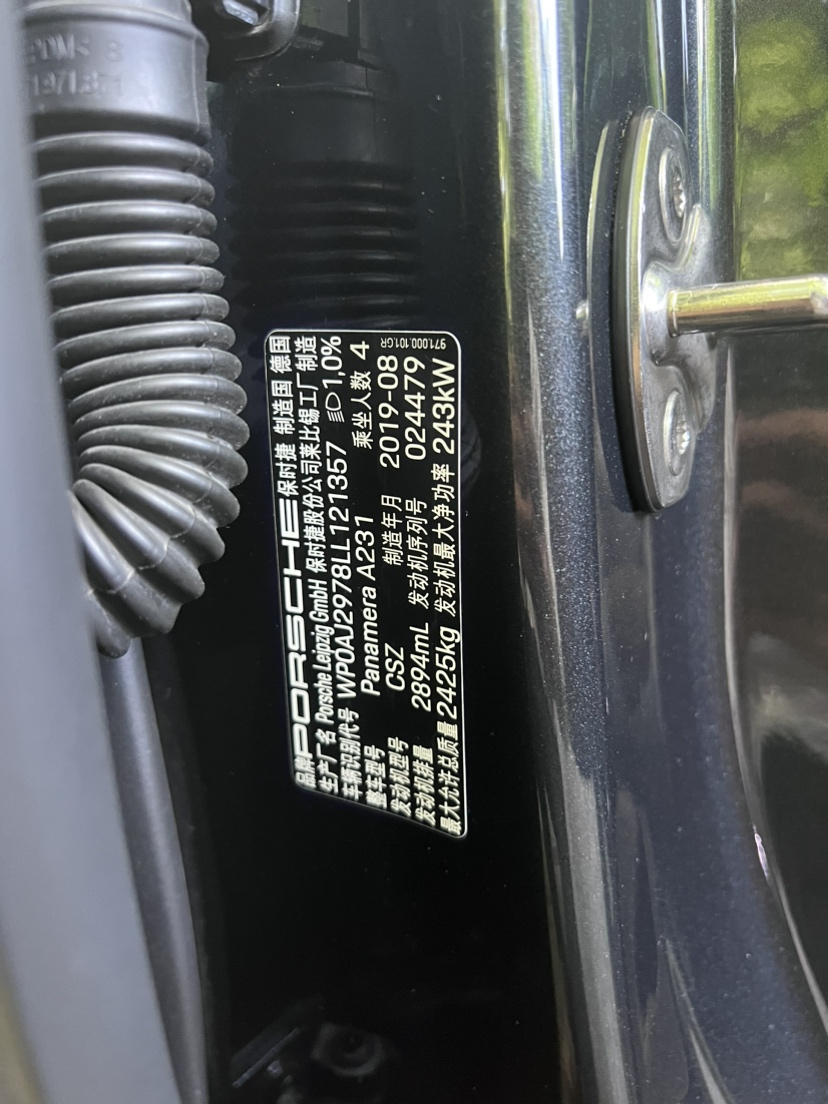 品牌 PORSCHE 保时捷 制造国 德国
生产厂名 Porsche Leipzig GmbH 保时捷股份公司莱比锡工厂制造
车辆识别代号 WP0AJ2978LL121357 1,0%
整车型号 Panamera A231 乘坐人数 4
发动机型号 CSZ 制造年月 2019-08
发动机排量 2894mL 发动机序列号 024479
最大允许总质量 2425kg 发动机最大净功率 243kW
971.000.101.GR